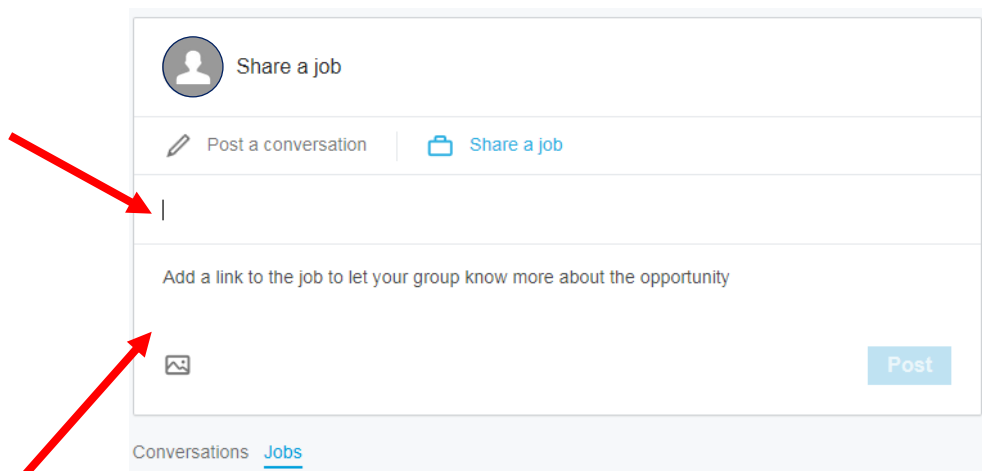 Share a job
Post a conversation Share a job
Add a link to the job to let your group know more about the opportunity
Post
Conversations Jobs